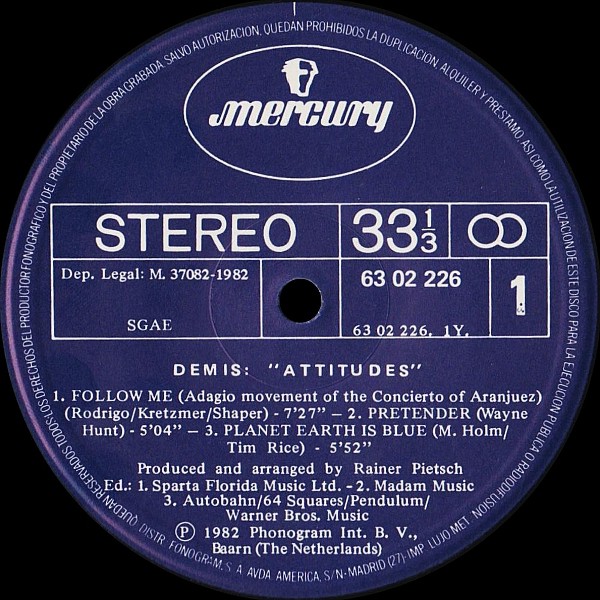 mercury
STEREO
33 1/3
Dep. Legal: M. 37082-1982
SGAE
63 02 226
63 02 226. 1Y.
1
DEMIS: "ATTITUDES"
1. FOLLOW ME (Adagio movement of the Concierto of Aranjuez)
(Rodrigo/Kretzmer/Shaper) - 7'27" – 2. PRETENDER (Wayne
Hunt) - 5'04" – 3. PLANET EARTH IS BLUE (M. Holm/
Tim Rice) - 5'52"
Produced and arranged by Rainer Pietsch
Ed.: 1. Sparta Florida Music Ltd. - 2. Madam Music
3. Autobahn/64 Squares/Pendulum/
Warner Bros. Music
Ⓟ 1982 Phonogram Int. B. V.,
Baarn (The Netherlands)
QUEDAN RESERVADOS TODOS LOS DERECHOS DEL PRODUCTOR FONOGRAFICO Y DEL PROPIETARIO DE LA OBRA GRABADA. SALVO AUTORIZACION, QUEDAN PROHIBIDOS LA DUPLICACION, ALQUILER Y PRESTAMO, ASI COMO LA UTILIZACION DE ESTE DISCO PARA LA EJECUCION PUBLICA O RADIODIFUSION.
DISTR. FONOGRAM, S. A. AVDA. AMERICA, S/N - MADRID (27) - IMP. LUJO MET.